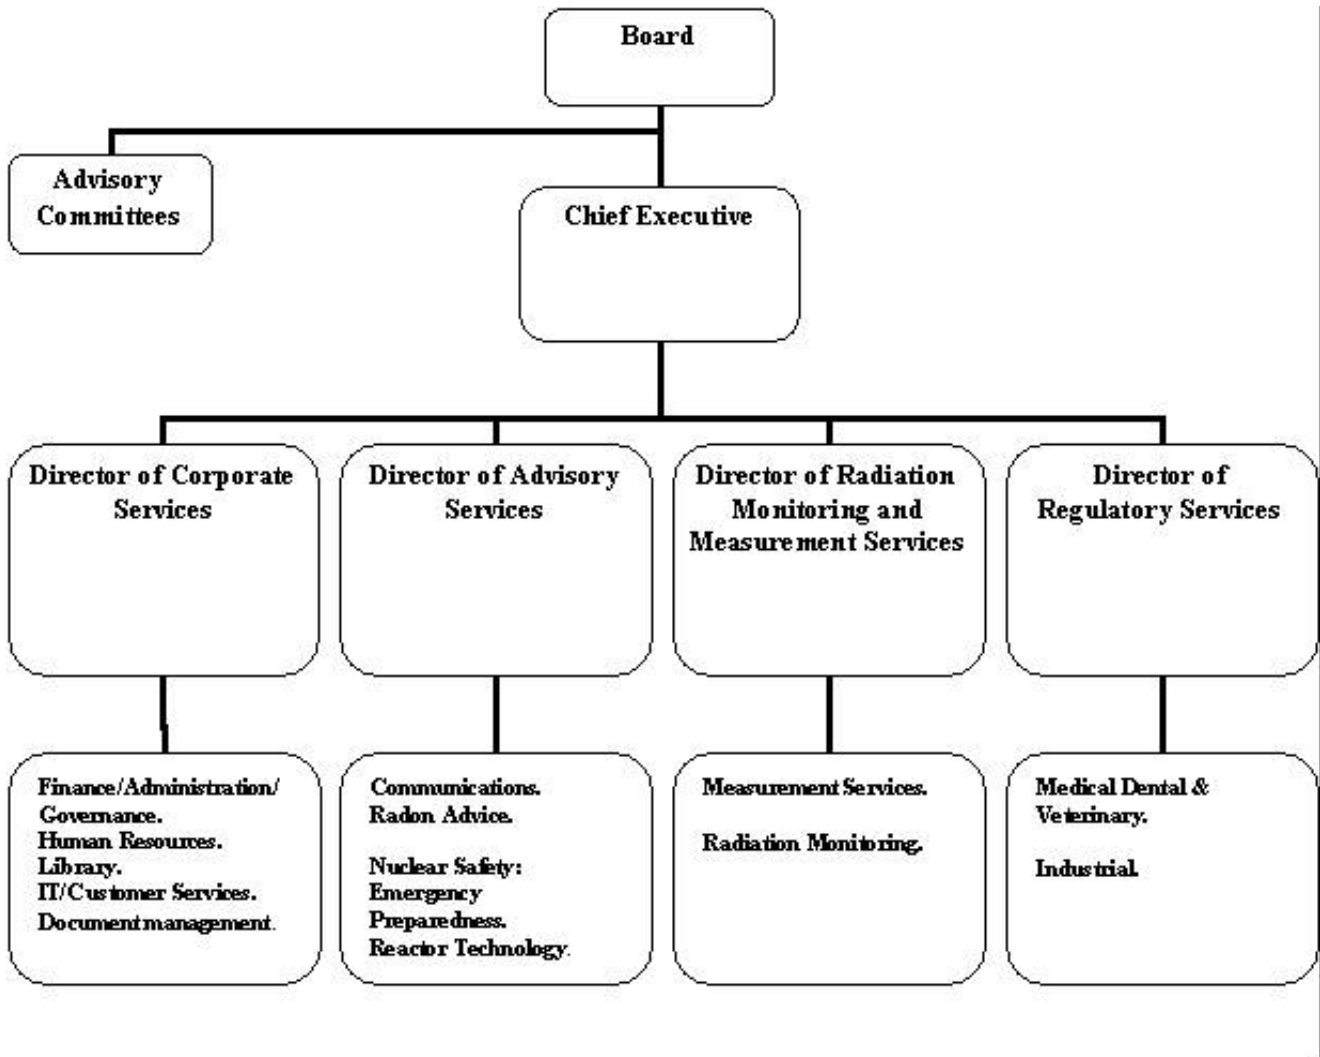 Board
Advisory
Committees
Chief Executive
Director of Corporate
Services
Director of Advisory
Services
Director of Radiation
Monitoring and
Measurement Services
Director of
Regulatory Services
Finance/Administration/
Governance.
Human Resources.
Library.
IT/Customer Services.
Document management.
Communications.
Radon Advice.
Nuclear Safety:
Emergency
Preparedness.
Reactor Technology.
Measurement Services.
Radiation Monitoring.
Medical Dental &
Veterinary.
Industrial.